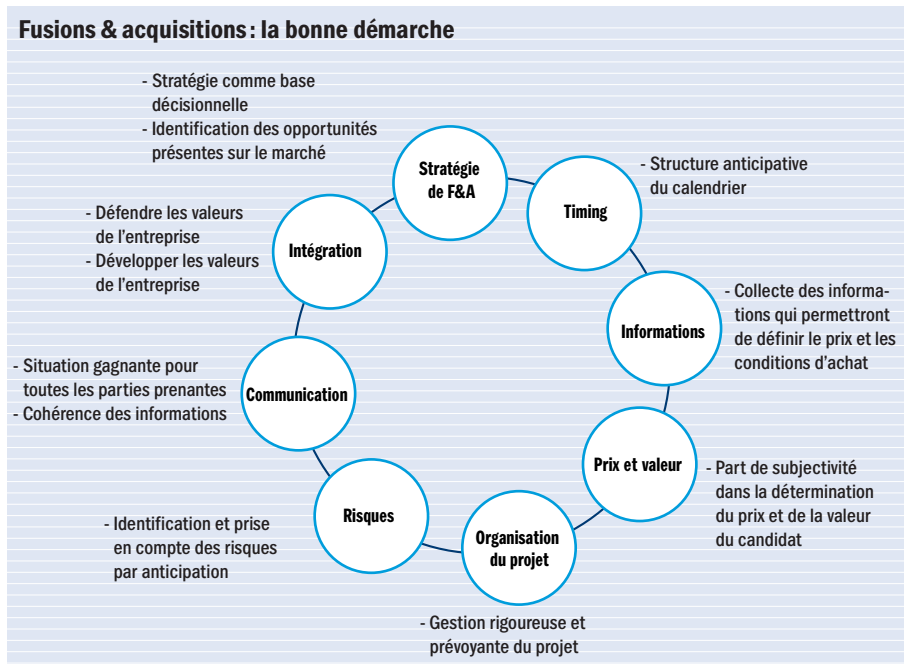 Fusions & acquisitions : la bonne démarche
- Stratégie comme base
décisionnelle
- Identification des opportunités
présentes sur le marché
Stratégie
de F&A
- Structure anticipative
du calendrier
Timing
- Défendre les valeurs
de l'entreprise
- Développer les valeurs
de l'entreprise
Intégration
Informations
- Collecte des informa-
tions qui permettront
de définir le prix et les
conditions d'achat
- Situation gagnante pour
toutes les parties prenantes
- Cohérence des informations
Communication
Prix et valeur
- Part de subjectivité
dans la détermination
du prix et de la valeur
du candidat
- Identification et prise
en compte des risques
par anticipation
Risques
Organisation
du projet
- Gestion rigoureuse et
prévoyante du projet